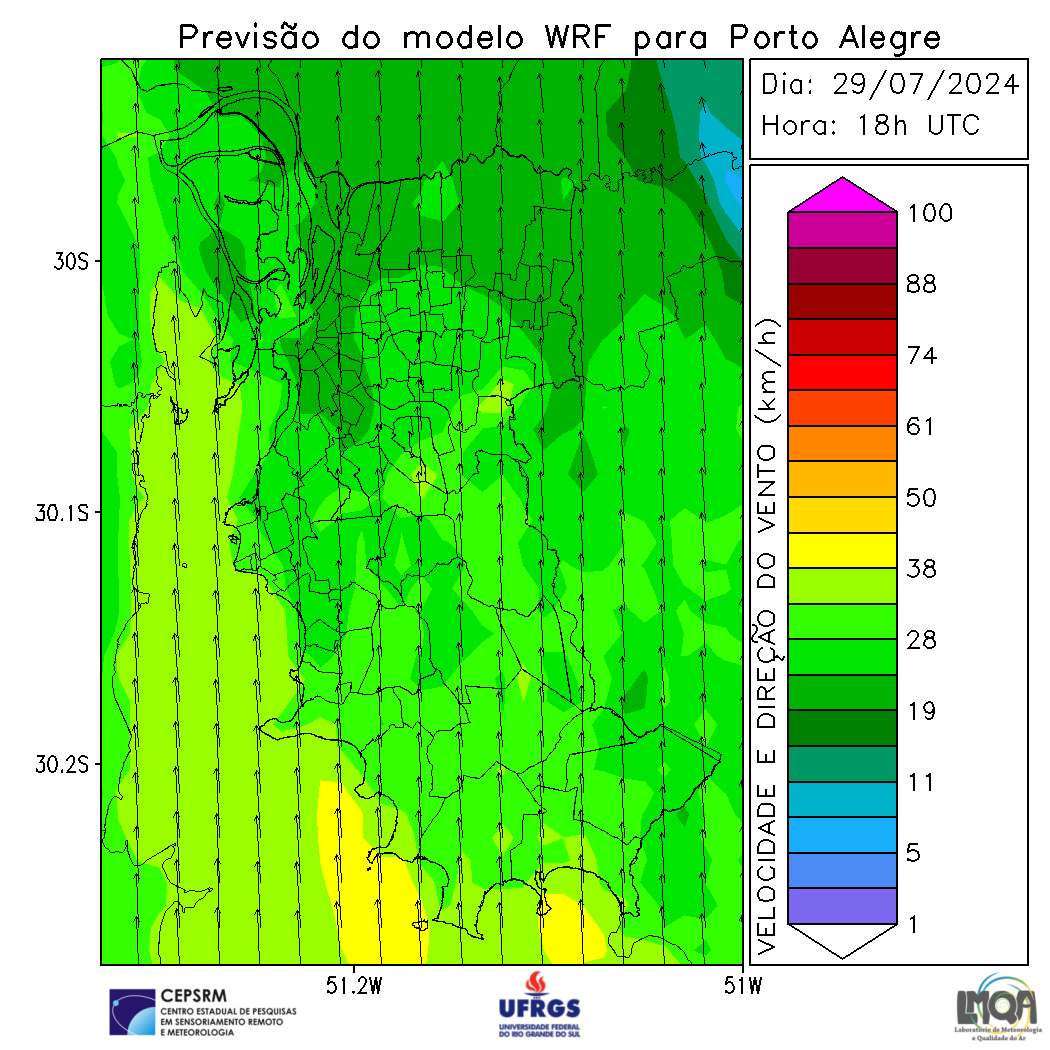 Previsão do modelo WRF para Porto Alegre
Dia: 29/07/2024
Hora: 18h UTC
30S
30.1S
30.2S
51.2W
51W
VELOCIDADE E DIREÇÃO DO VENTO (km/h)
100
88
74
61
50
38
28
19
11
5
1
CEPSRM
CENTRO ESTADUAL DE PESQUISAS
EM SENSORIAMENTO REMOTO
E METEOROLOGIA
UFRGS
UNIVERSIDADE FEDERAL
DO RIO GRANDE DO SUL
LMQA
Laboratório de Meteorologia
e Qualidade do Ar